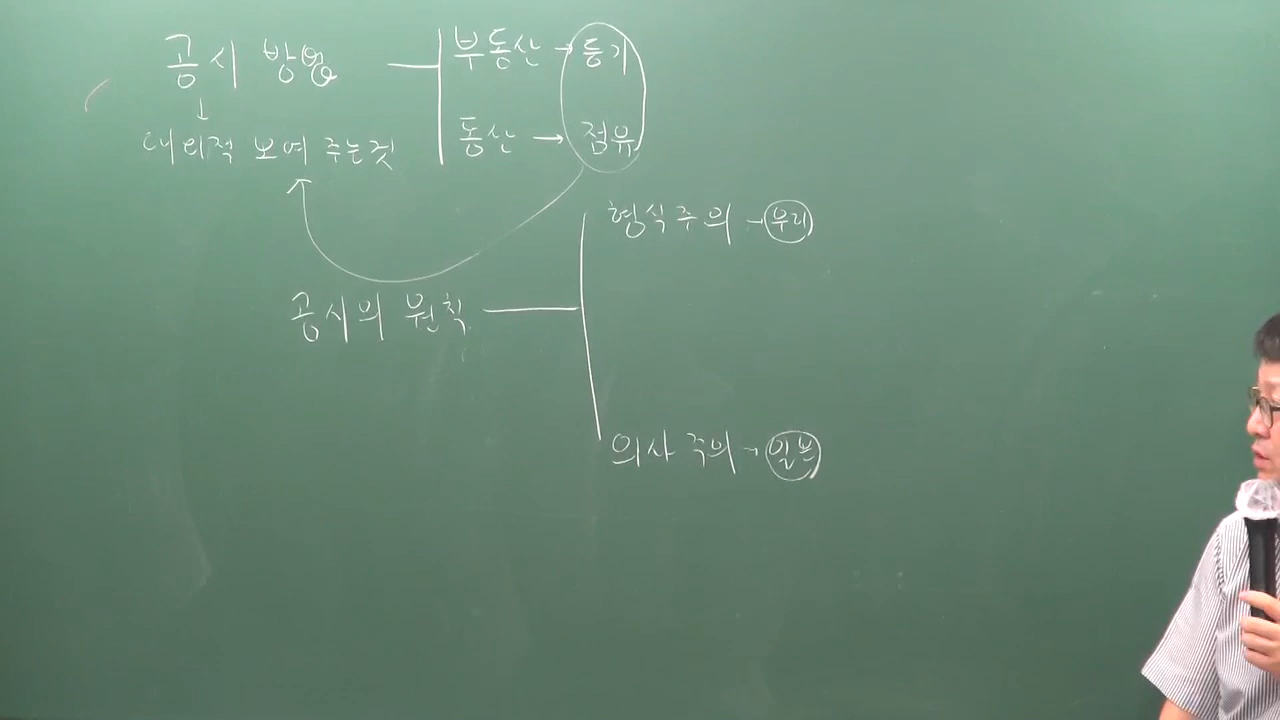 공시 방법 — 부동산 → 등기
동산 → 점유
↓
대외적 보여 주는것
형식주의 → 우리
공시의 원칙
의사 주의 → 일본